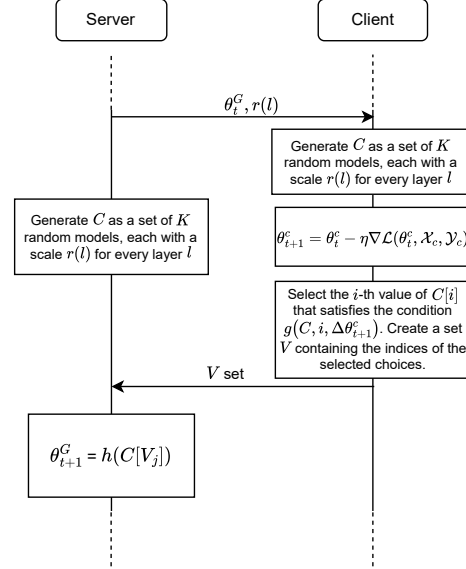 Server
Client
θ_t^G, r(l)
Generate C as a set of K
random models, each with a
scale r(l) for every layer l
Generate C as a set of K
random models, each with a
scale r(l) for every layer l
θ_{t+1}^c = θ_t^c − η∇ℒ(θ_t^c, 𝒳_c, 𝒴_c)
Select the i-th value of C[i]
that satisfies the condition
g(C, i, Δθ_{t+1}^c). Create a set
V containing the indices of the
selected choices.
V set
θ_{t+1}^G = h(C[V_j])